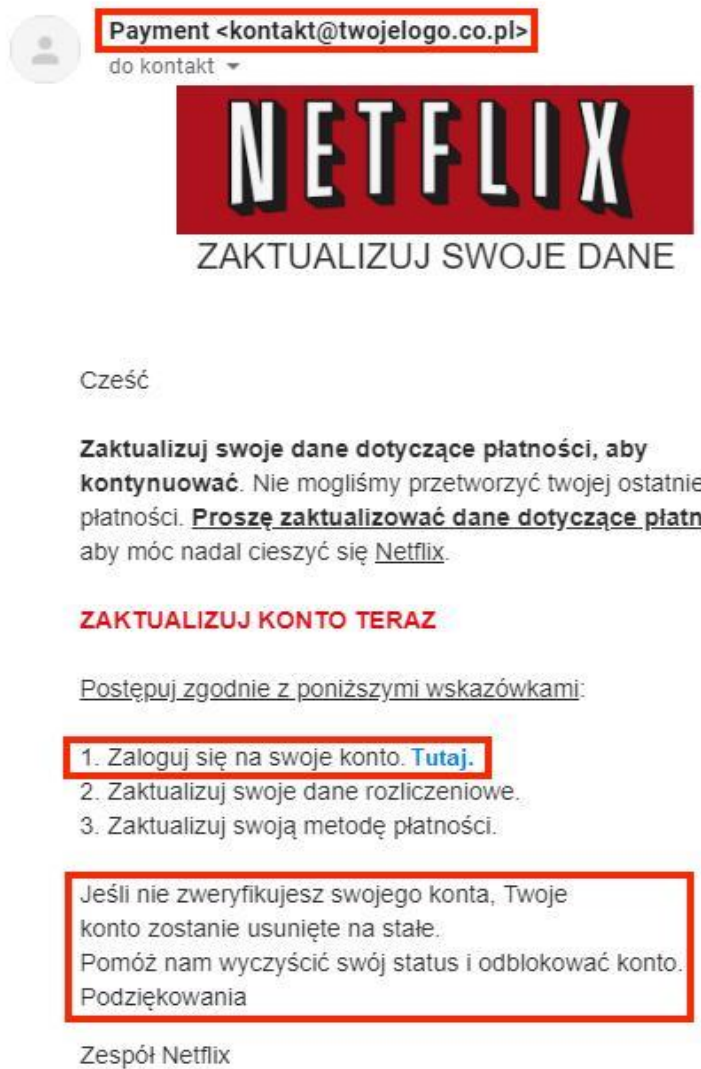 Payment <kontakt@twojelogo.co.pl>
do kontakt
NETFLIX
ZAKTUALIZUJ SWOJE DANE
Cześć
Zaktualizuj swoje dane dotyczące płatności, aby
kontynuować. Nie mogliśmy przetworzyć twojej ostatnie
płatności. Proszę zaktualizować dane dotyczące płatn
aby móc nadal cieszyć się Netflix.
ZAKTUALIZUJ KONTO TERAZ
Postępuj zgodnie z poniższymi wskazówkami:
1. Zaloguj się na swoje konto. Tutaj.
2. Zaktualizuj swoje dane rozliczeniowe.
3. Zaktualizuj swoją metodę płatności.
Jeśli nie zweryfikujesz swojego konta, Twoje
konto zostanie usunięte na stałe.
Pomóż nam wyczyścić swój status i odblokować konto.
Podziękowania
Zespół Netflix